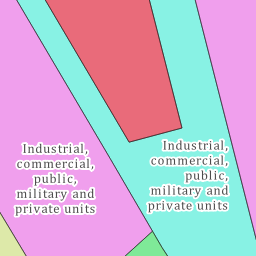 Industrial,
commercial,
public,
military and
private units
Industrial,
commercial,
public,
military and
private units